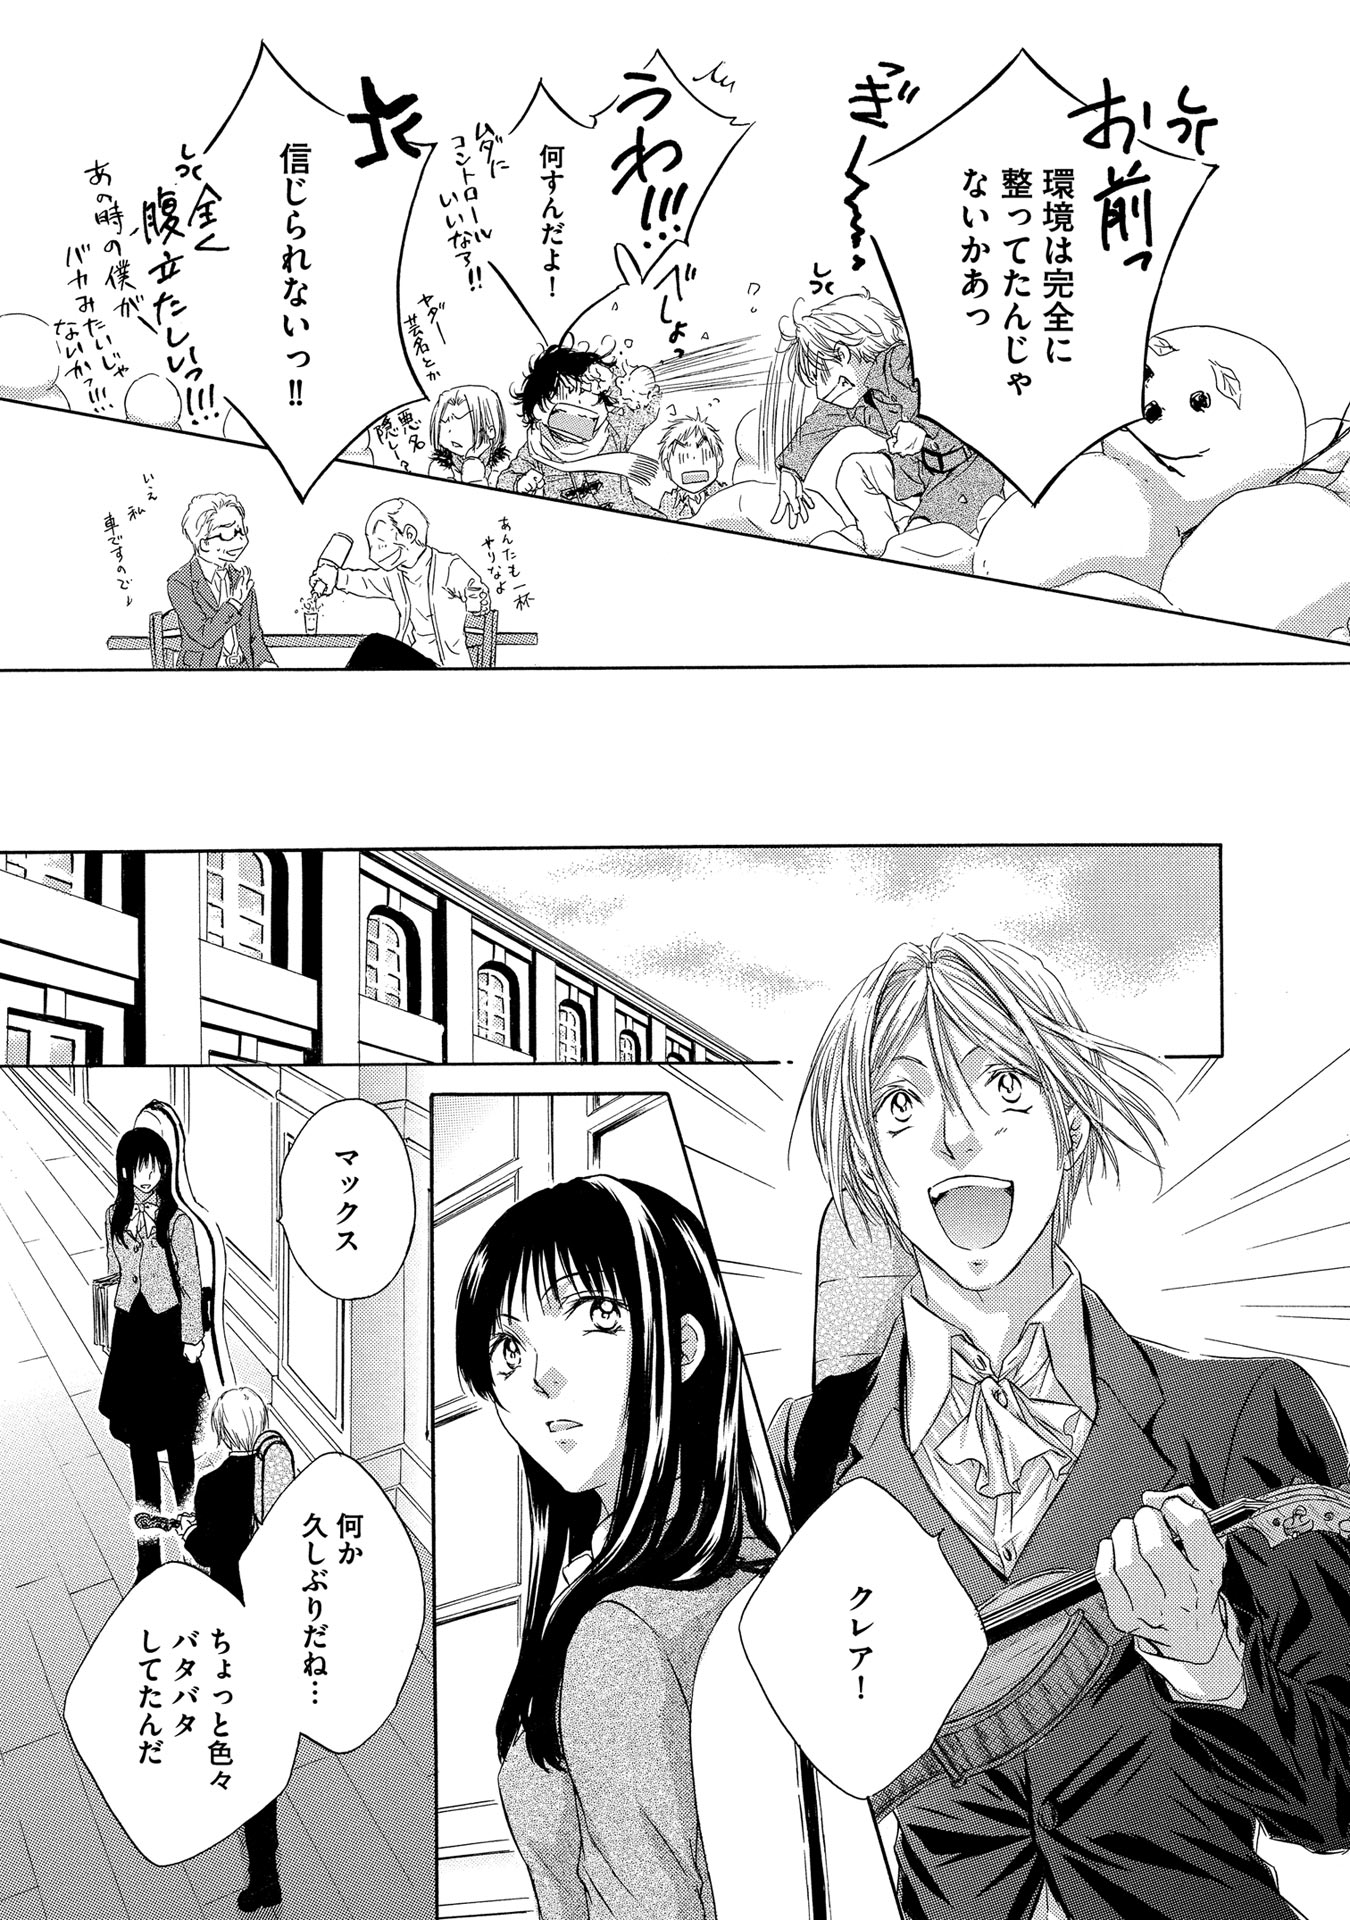 お前っ
環境は完全に
整ってたんじゃ
ないかあっ
ぎ
しっく
うわ!!!
べしょっ
何すんだよ!
ムダに
コントロール
いいなァ!!
ヤダー
芸名とか
悪名
隠し〜
信じられないっ!!
全く
腹立たしいっ!!!
あの時の僕が
バカみたいじゃ
ないかっ!!!
あんたも一杯
やりなよ
いえ
私
車ですので
クレア!
マックス
何か
久しぶりだね…
ちょっと色々
バタバタ
してたんだ